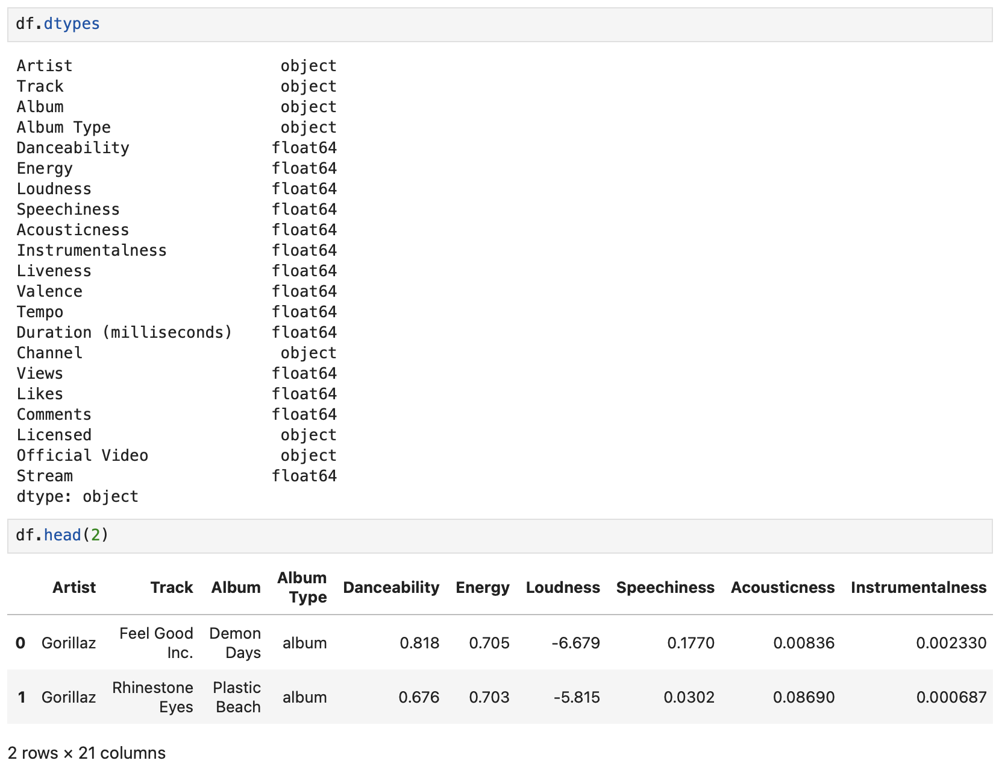 df.dtypes
Artist object
Track object
Album object
Album Type object
Danceability float64
Energy float64
Loudness float64
Speechiness float64
Acousticness float64
Instrumentalness float64
Liveness float64
Valence float64
Tempo float64
Duration (milliseconds) float64
Channel object
Views float64
Likes float64
Comments float64
Licensed object
Official Video object
Stream float64
dtype: object
df.head(2)
Artist Track Album Album Type Danceability Energy Loudness Speechiness Acousticness Instrumentalness
0 Gorillaz Feel Good Inc. Demon Days album 0.818 0.705 -6.679 0.1770 0.00836 0.002330
1 Gorillaz Rhinestone Eyes Plastic Beach album 0.676 0.703 -5.815 0.0302 0.08690 0.000687
2 rows × 21 columns